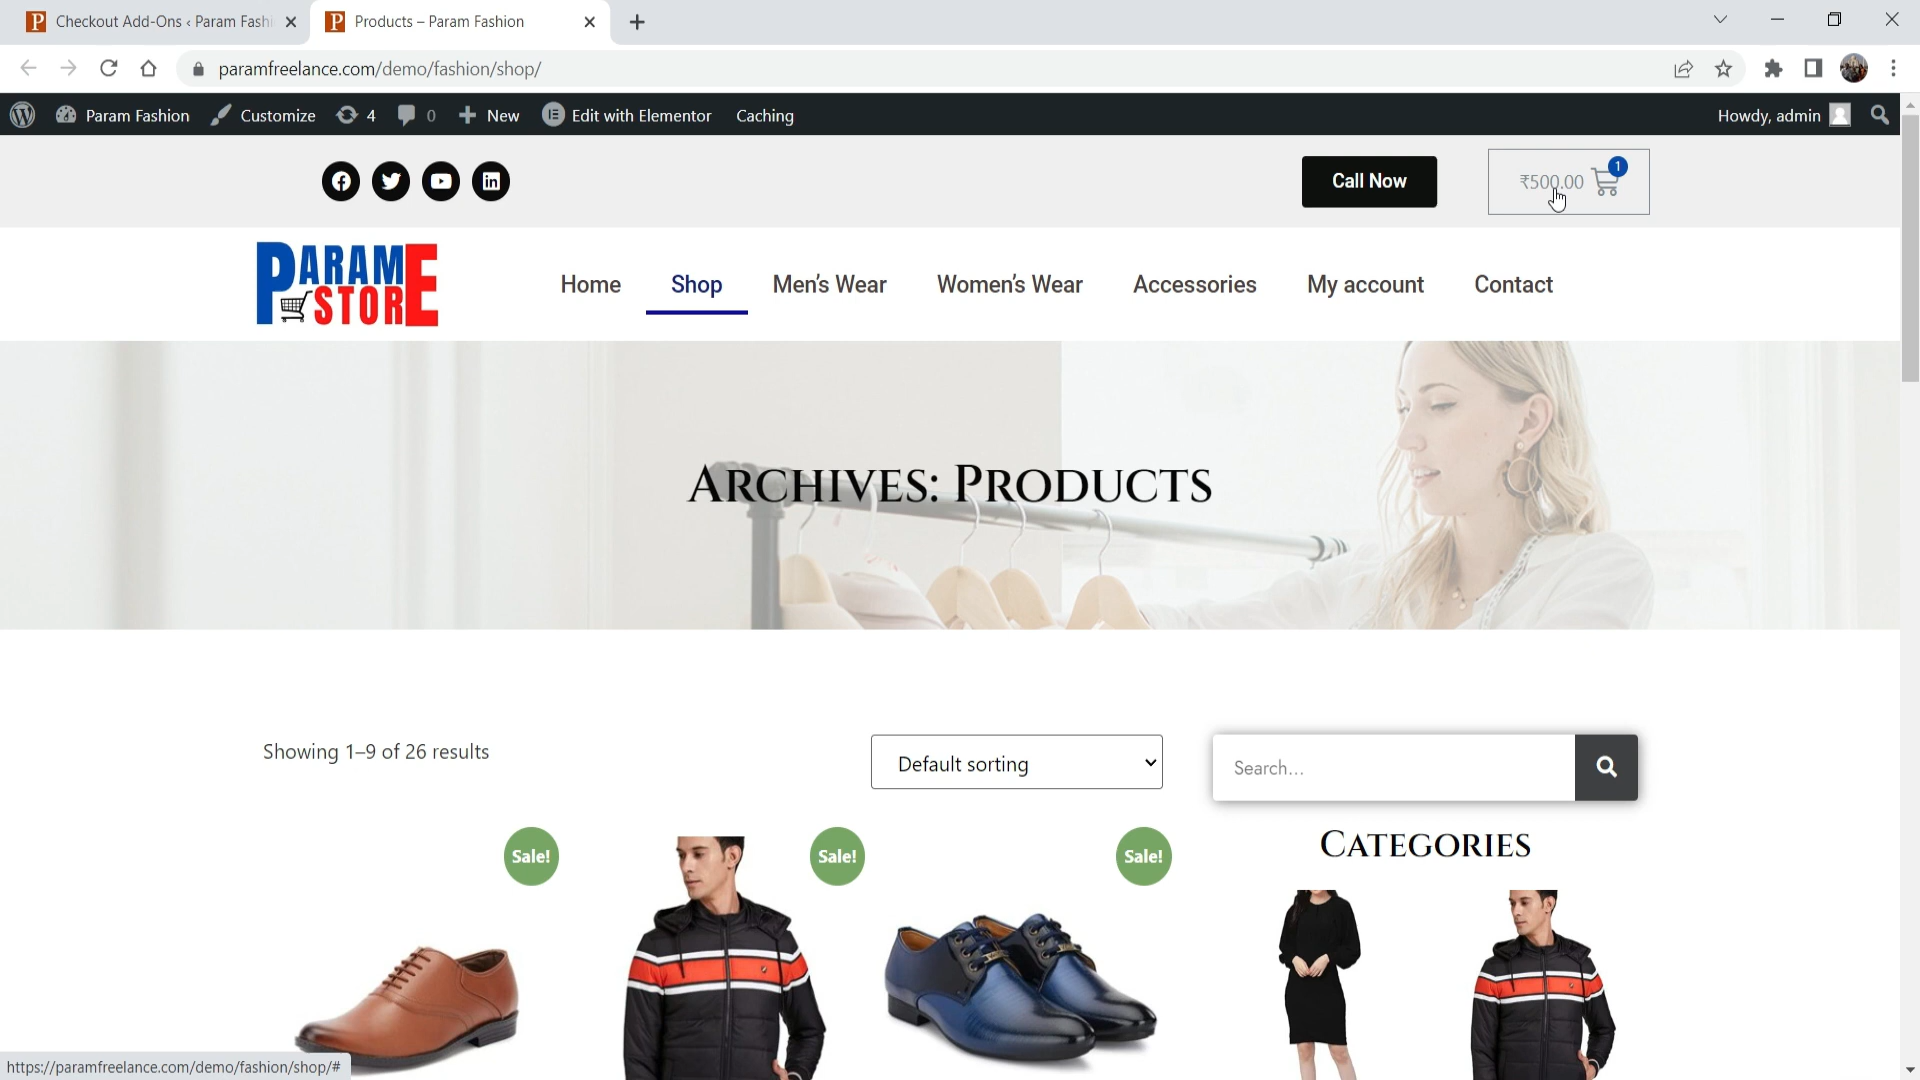 Checkout Add-Ons ‹ Param Fashi
Products – Param Fashion
paramfreelance.com/demo/fashion/shop/
Param Fashion
Customize
4
0
New
Edit with Elementor
Caching
Howdy, admin
Call Now
₹500.00
1
PARAM E STORE
Home
Shop
Men’s Wear
Women’s Wear
Accessories
My account
Contact
ARCHIVES: PRODUCTS
Showing 1–9 of 26 results
Default sorting
Search...
Sale!
Sale!
Sale!
CATEGORIES
https://paramfreelance.com/demo/fashion/shop/#